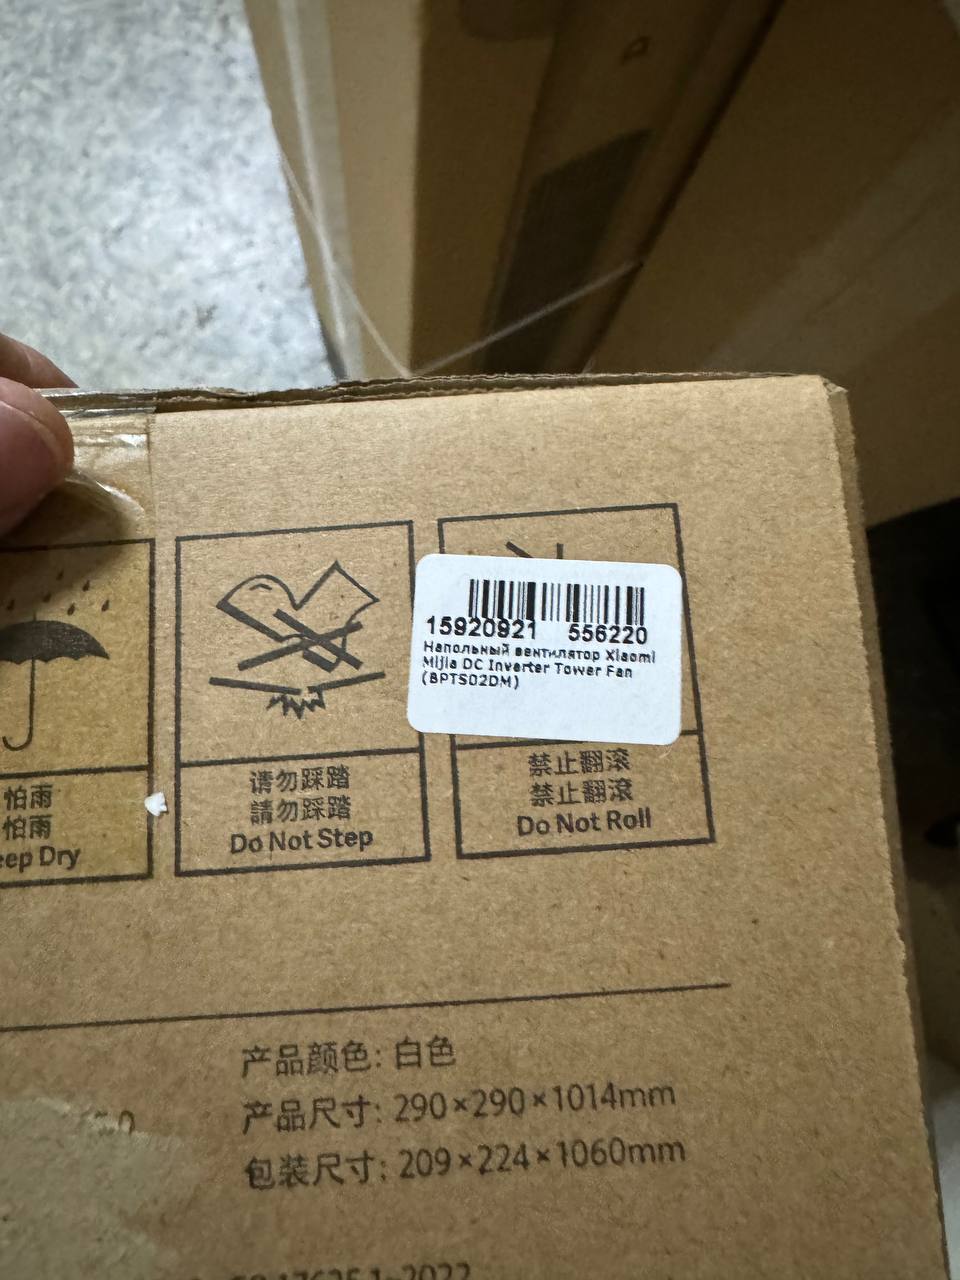 15920921 556220
Напольный вентилятор Xiaomi
Mijia DC Inverter Tower Fan
(BPTS02DM)
怕雨
怕雨
eep Dry
请勿踩踏
請勿踩踏
Do Not Step
禁止翻滚
禁止翻滾
Do Not Roll
产品颜色: 白色
产品尺寸: 290×290×1014mm
包装尺寸: 209×224×1060mm